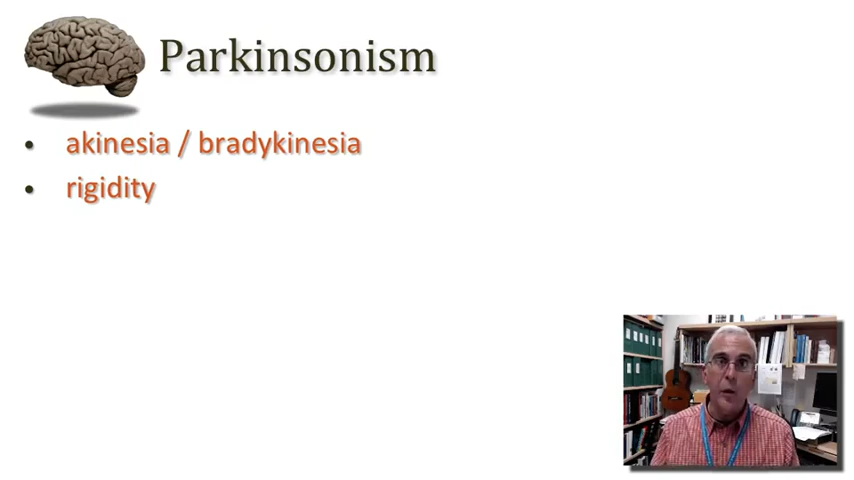 Parkinsonism
• akinesia / bradykinesia
• rigidity